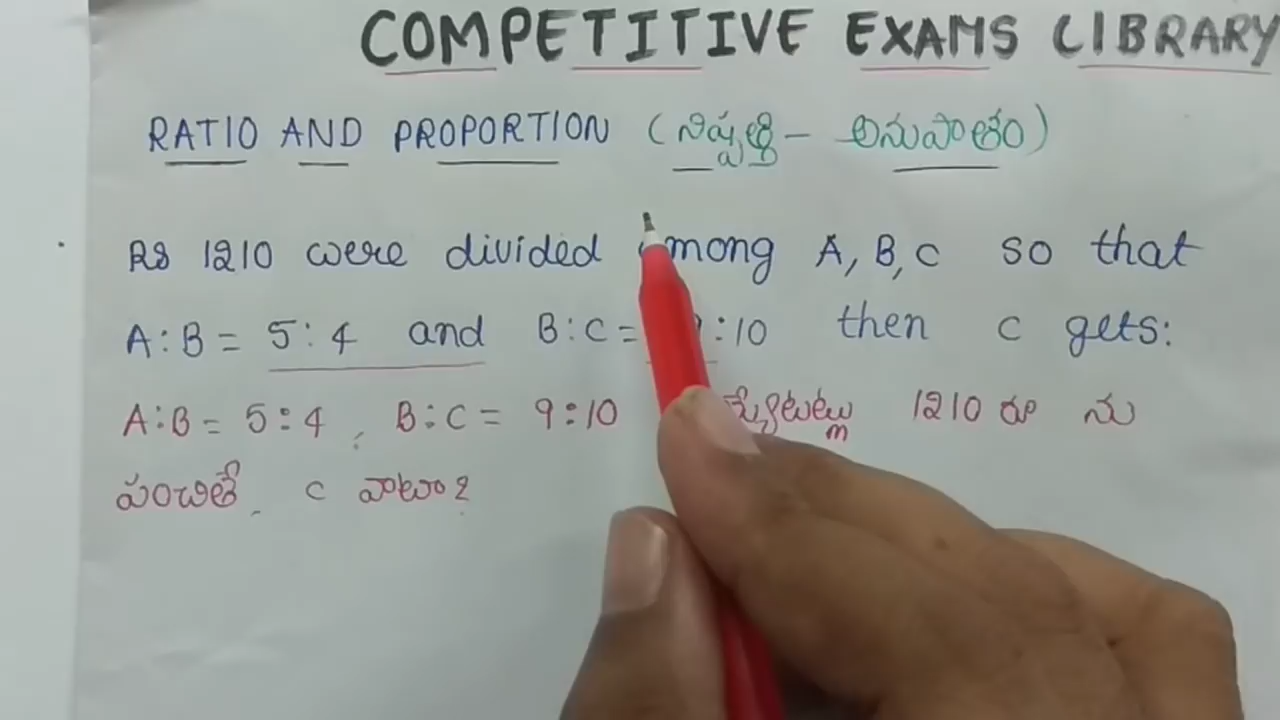 COMPETITIVE EXAMS LIBRARY
RATIO AND PROPORTION (నిష్పత్తి - అనుపాతం)
Rs 1210 were divided among A, B, C so that
A:B = 5:4 and B:C = :10 then C gets:
A:B = 5:4, B:C = 9:10 1210 రూ ను
పంచితే, C వాటా?